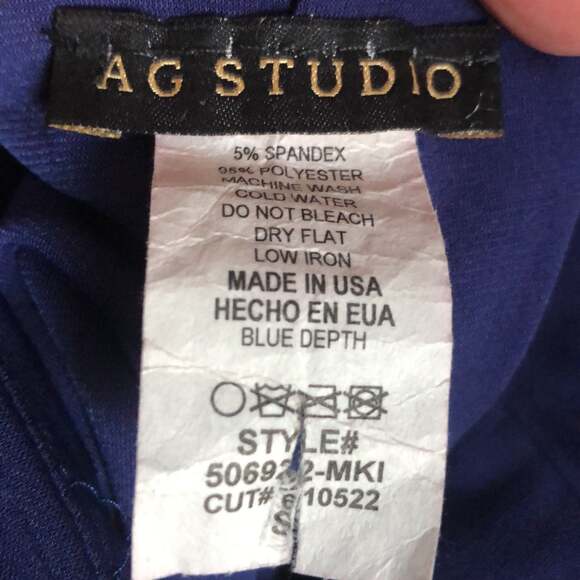 AG STUDIO
5% SPANDEX
95% POLYESTER
MACHINE WASH
COLD WATER
DO NOT BLEACH
DRY FLAT
LOW IRON
MADE IN USA
HECHO EN EUA
BLUE DEPTH
STYLE#
CUT# 10522